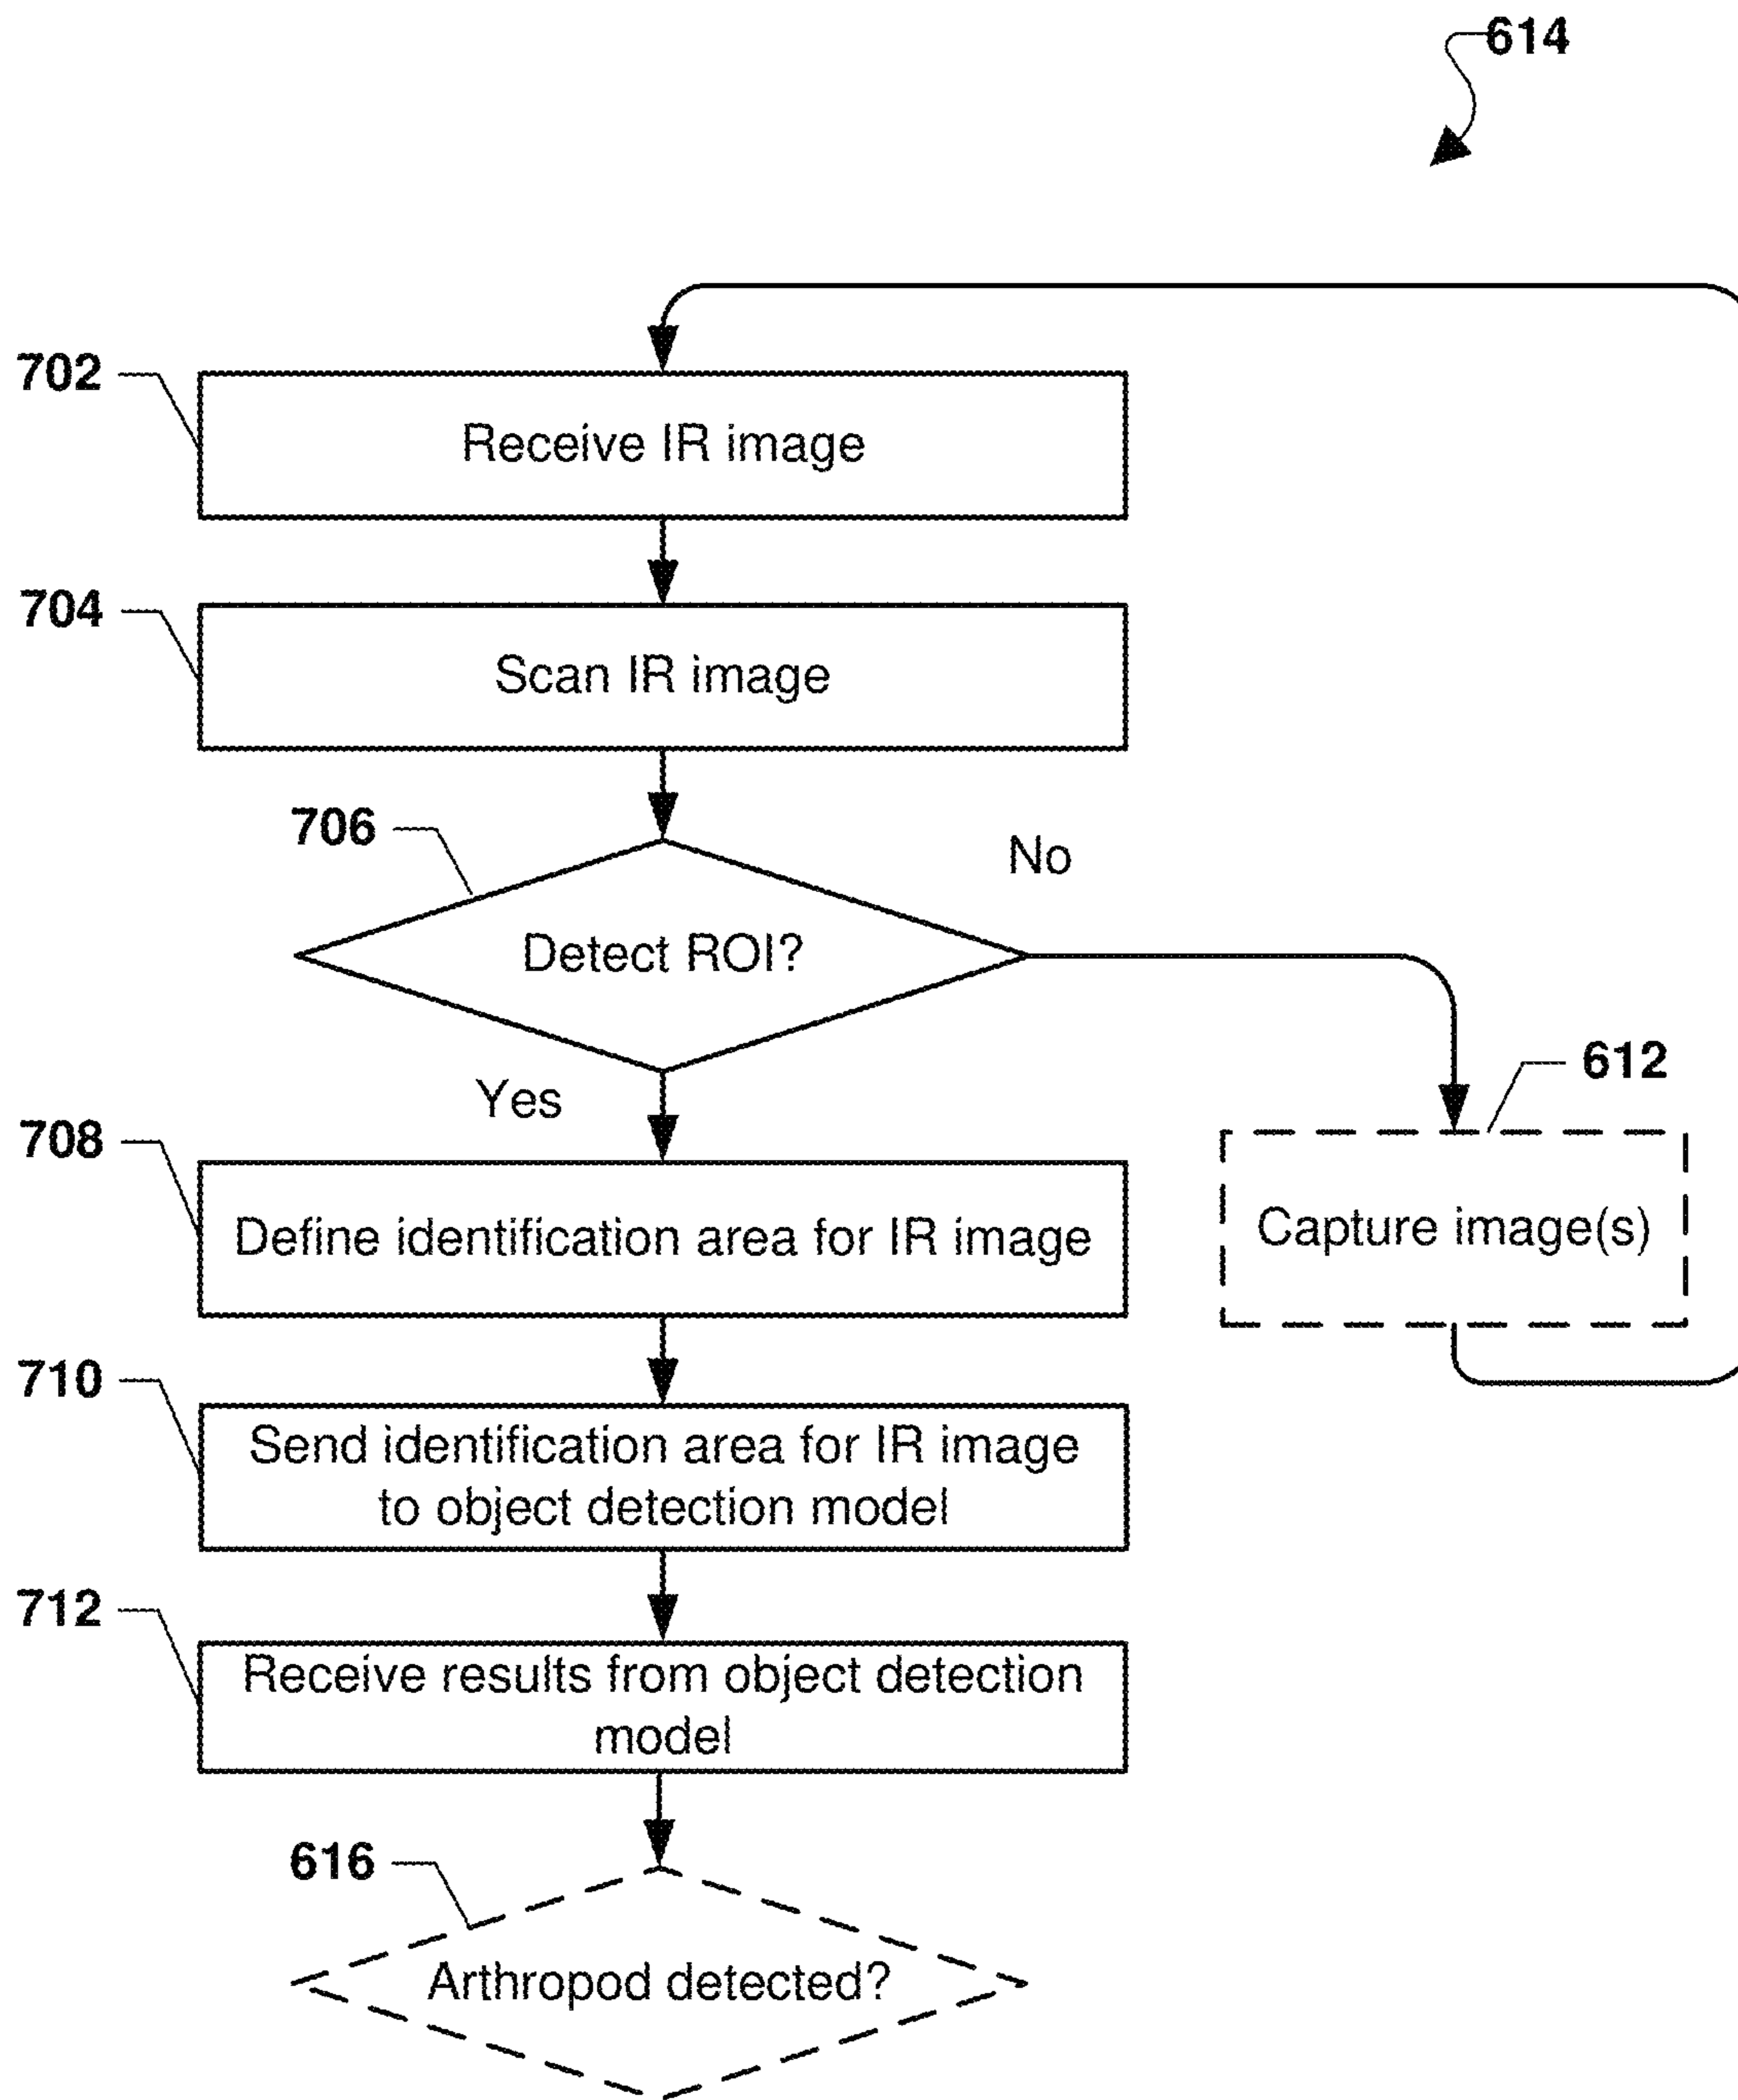 614
702
Receive IR image
704
Scan IR image
706
No
Detect ROI?
612
Yes
708
Capture image(s)
Define identification area for IR image
710
Send identification area for IR image
to object detection model
712
Receive results from object detection
model
616
Arthropod detected?